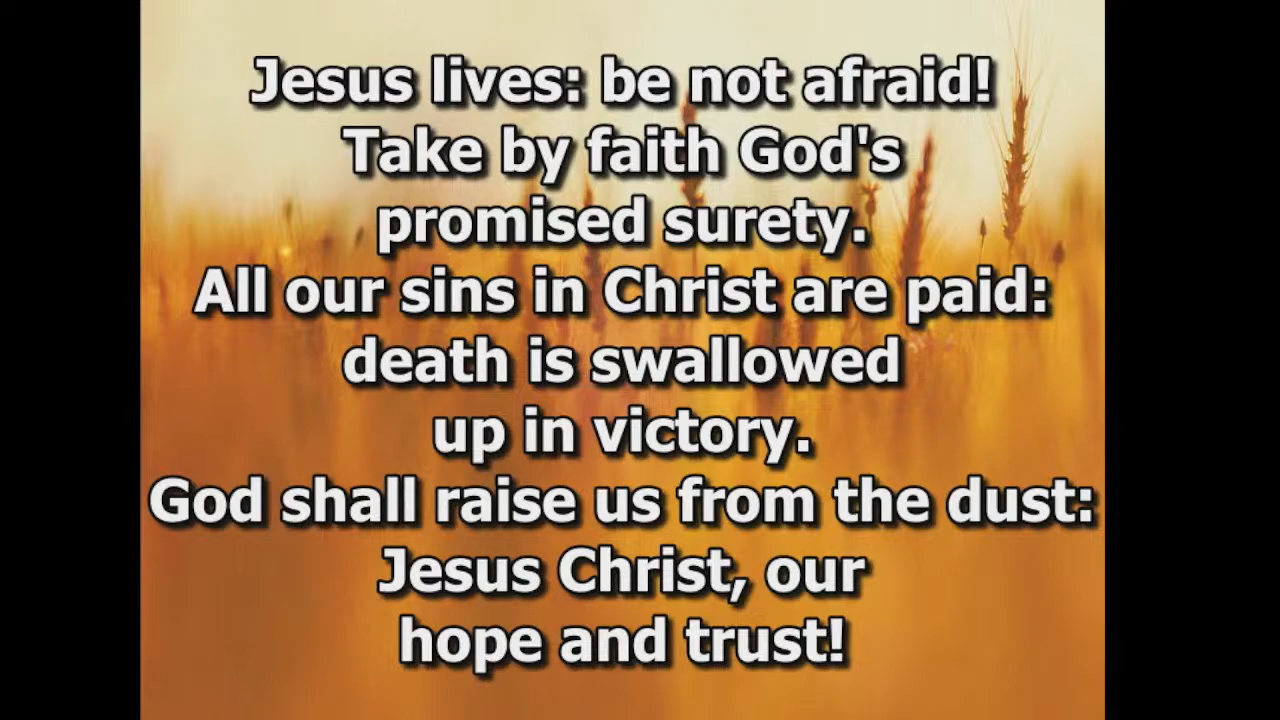 Jesus lives: be not afraid!
Take by faith God's
promised surety.
All our sins in Christ are paid:
death is swallowed
up in victory.
God shall raise us from the dust:
Jesus Christ, our
hope and trust!